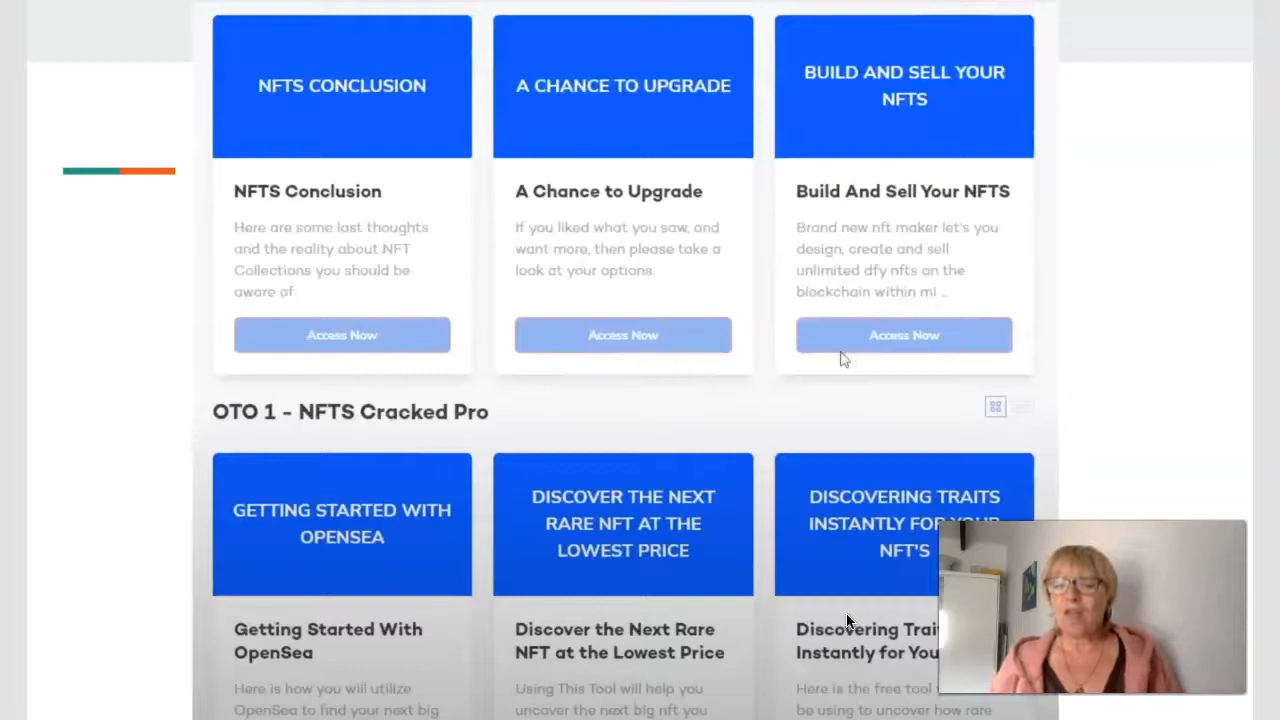 NFTS CONCLUSION
A CHANCE TO UPGRADE
BUILD AND SELL YOUR
NFTS
NFTS Conclusion
Here are some last thoughts
and the reality about NFT
Collections you should be
aware of.
Access Now
A Chance to Upgrade
If you liked what you saw, and
want more, then please take a
look at your options.
Access Now
Build And Sell Your NFTS
Brand new nft maker let's you
design, create and sell
unlimited dfy nfts on the
blockchain within mi ...
Access Now
OTO 1 - NFTS Cracked Pro
GETTING STARTED WITH
OPENSEA
DISCOVER THE NEXT
RARE NFT AT THE
LOWEST PRICE
DISCOVERING TRAITS
INSTANTLY FOR YOUR
NFT'S
Getting Started With
OpenSea
Here is how you will utilize
OpenSea to find your next big
Discover the Next Rare
NFT at the Lowest Price
Using This Tool will help you
uncover the next big nft you
Discovering
Instantly for
Here is the free tool
be using to uncover how rare